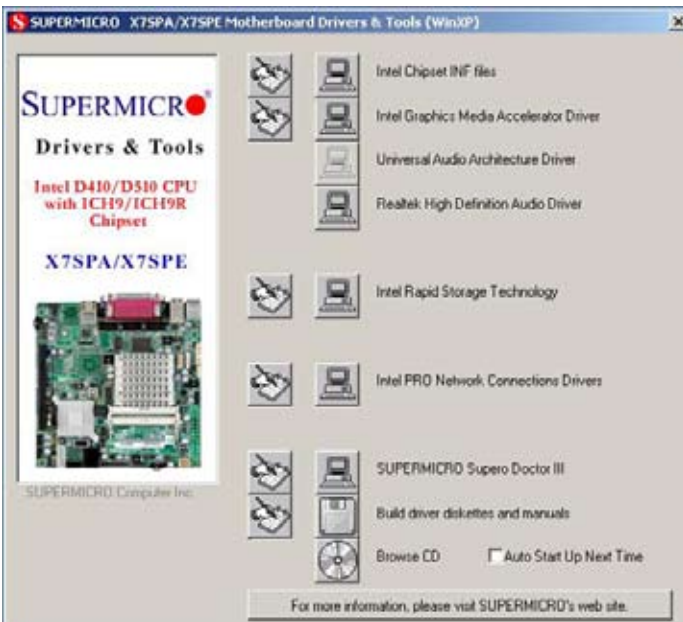 SUPERMICRO X7SPA/X7SPE Motherboard Drivers & Tools (WinXP)
SUPERMICRO
Drivers & Tools
Intel D410/D510 CPU
with ICH9/ICH9R
Chipset
X7SPA/X7SPE
SUPERMICRO Computer Inc.
Intel Chipset INF files
Intel Graphics Media Accelerator Driver
Universal Audio Architecture Driver
Realtek High Definition Audio Driver
Intel Rapid Storage Technology
Intel PRO Network Connections Drivers
SUPERMICRO Supero Doctor III
Build driver diskettes and manuals
Browse CD
Auto Start Up Next Time
For more information, please visit SUPERMICRO's web site.